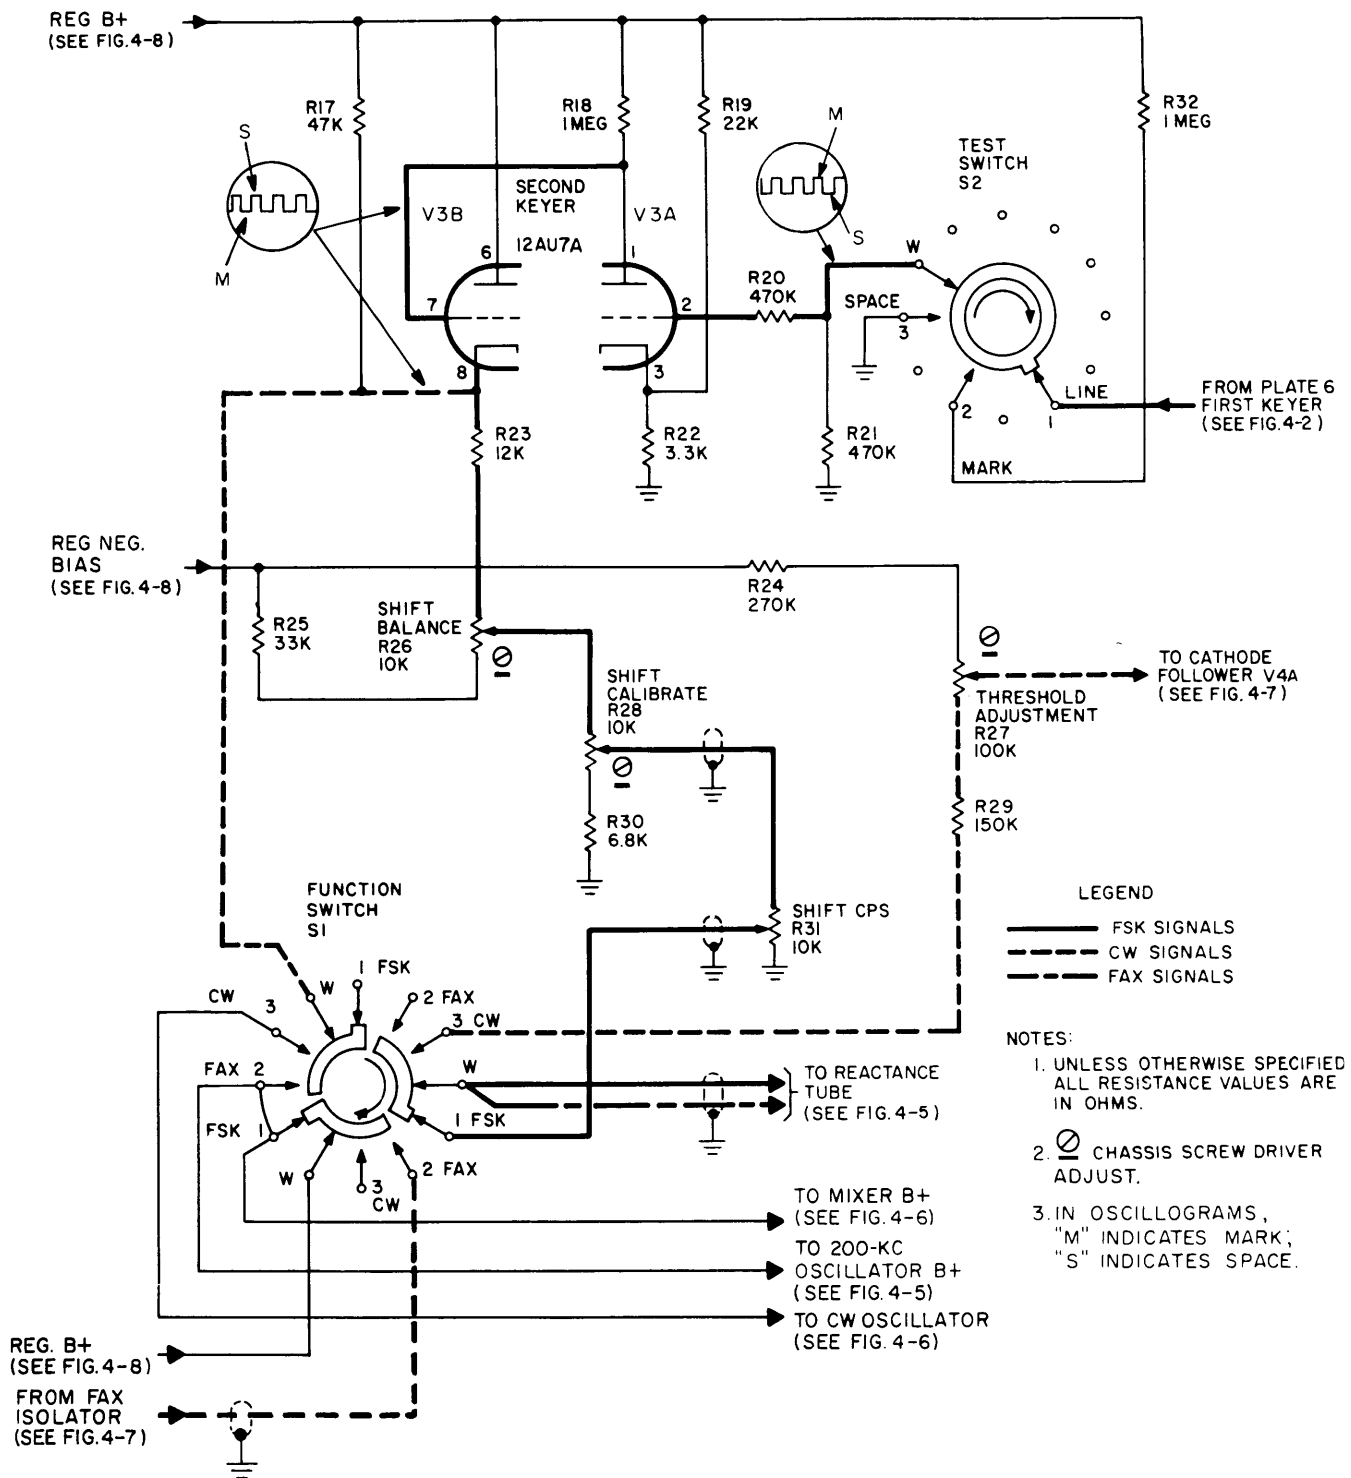 REG B+
(SEE FIG.4-8)
R17
47K
R18
1MEG
R19
22K
R32
1 MEG
S
M
M
S
TEST
SWITCH
S2
SECOND
KEYER
V3B
V3A
12AU7A
6
1
7
2
8
3
R20
470K
W
SPACE
3
LINE
2
1
MARK
FROM PLATE 6
FIRST KEYER
(SEE FIG.4-2)
R23
12K
R22
3.3K
R21
470K
REG NEG.
BIAS
(SEE FIG.4-8)
R24
270K
R25
33K
SHIFT
BALANCE
R26
10K
SHIFT
CALIBRATE
R28
10K
TO CATHODE
FOLLOWER V4A
(SEE FIG. 4-7)
THRESHOLD
ADJUSTMENT
R27
100K
R29
150K
R30
6.8K
FUNCTION
SWITCH
S1
SHIFT CPS
R31
10K
LEGEND
FSK SIGNALS
CW SIGNALS
FAX SIGNALS
1 FSK
W
2 FAX
CW
3
3 CW
FAX 2
W
FSK 1
1 FSK
W
2 FAX
3
CW
TO REACTANCE
TUBE
(SEE FIG.4-5)
TO MIXER B+
(SEE FIG.4-6)
TO 200-KC
OSCILLATOR B+
(SEE FIG.4-5)
TO CW OSCILLATOR
(SEE FIG.4-6)
REG. B+
(SEE FIG.4-8)
FROM FAX
ISOLATOR
(SEE FIG.4-7)
NOTES:
1. UNLESS OTHERWISE SPECIFIED
ALL RESISTANCE VALUES ARE
IN OHMS.
2. CHASSIS SCREW DRIVER
ADJUST.
3. IN OSCILLOGRAMS,
"M" INDICATES MARK;
"S" INDICATES SPACE.